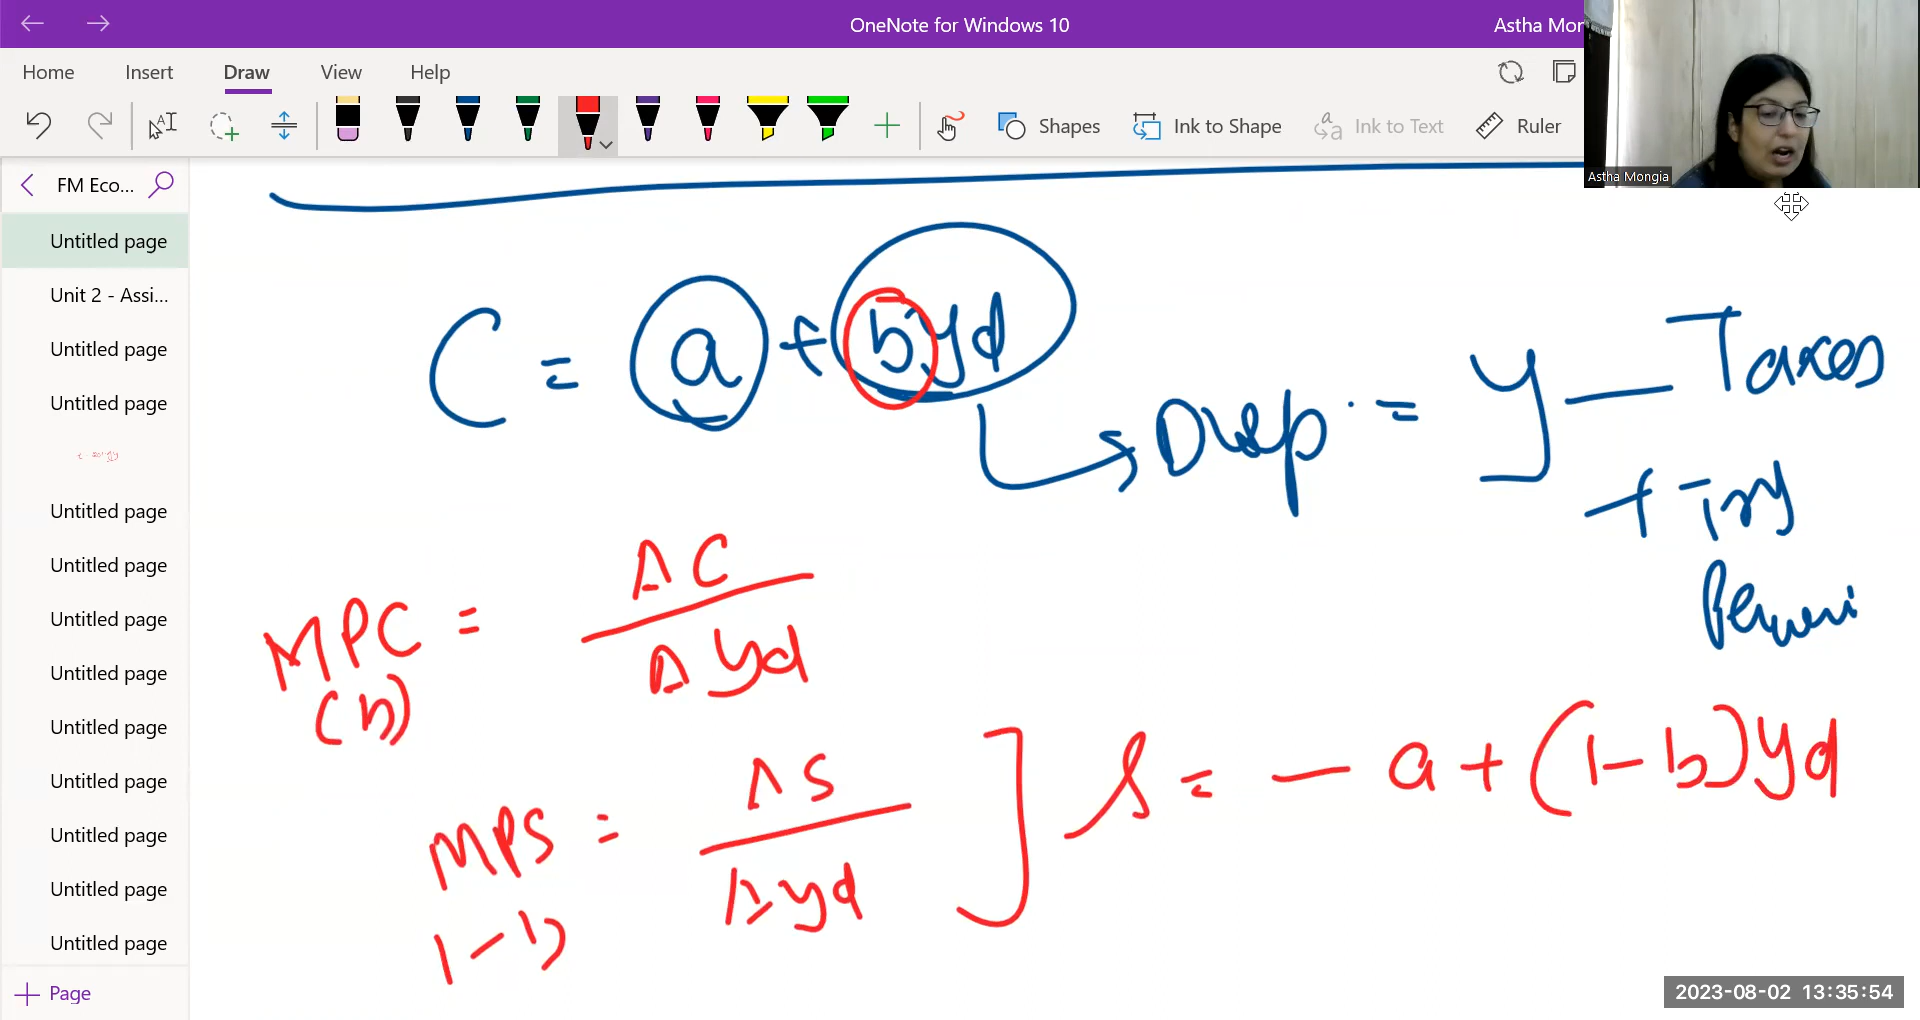 OneNote for Windows 10
Astha Mon
Home Insert Draw View Help
Shapes Ink to Shape Ink to Text Ruler
Astha Mongia
FM Eco...
Untitled page
Unit 2 - Assi...
Untitled page
Untitled page
Untitled page
Untitled page
Untitled page
Untitled page
Untitled page
Untitled page
Untitled page
Untitled page
Untitled page
Page
C = a + b yd
Disp. = y — Taxes
+
MPC = ΔC / Δyd
(b)
MPS = ΔS / Δyd ] S = — a + (1-b) yd
1-b
2023-08-02 13:35:54